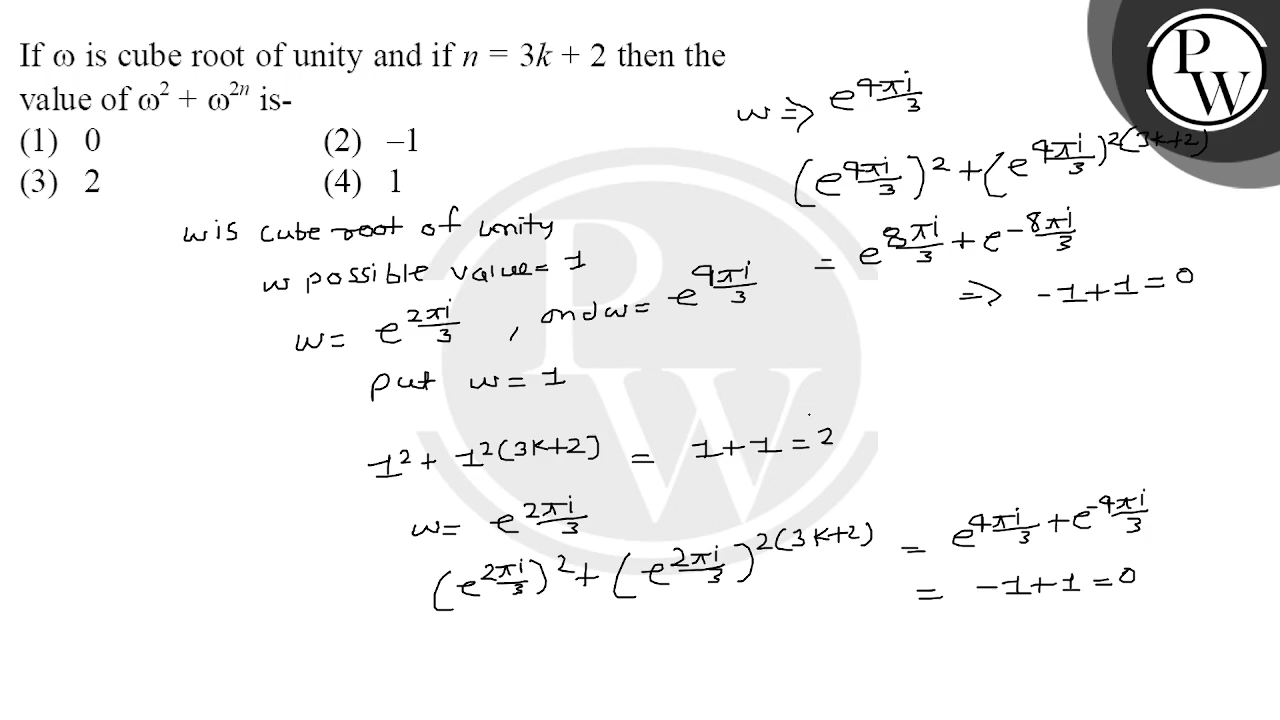 If ω is cube root of unity and if n = 3k + 2 then the
value of ω² + ω²ⁿ is-
(1) 0 (2) –1
(3) 2 (4) 1
w is cube root of unity
w possible value = 1
w = e^(2πi/3) , and w = e^(4πi/3)
put w = 1
1² + 1^2(3k+2) = 1+1 = 2
w = e^(2πi/3)
(e^(2πi/3))² + (e^(2πi/3))^2(3k+2) = e^(4πi/3) + e^(-4πi/3)
= -1+1 = 0
w ⇒ e^(4πi/3)
(e^(4πi/3))² + (e^(4πi/3))^2(3k+2)
= e^(8πi/3) + e^(-8πi/3)
⇒ -1+1 = 0
P
W
P
W